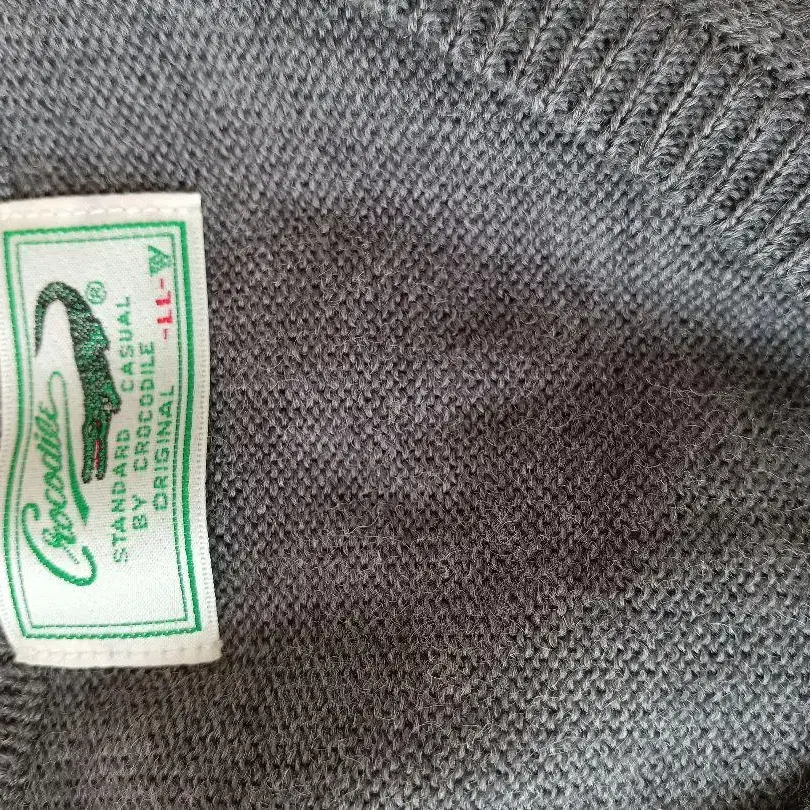 Crocodile ®
STANDARD CASUAL
BY CROCODILE
ORIGINAL -LL-W